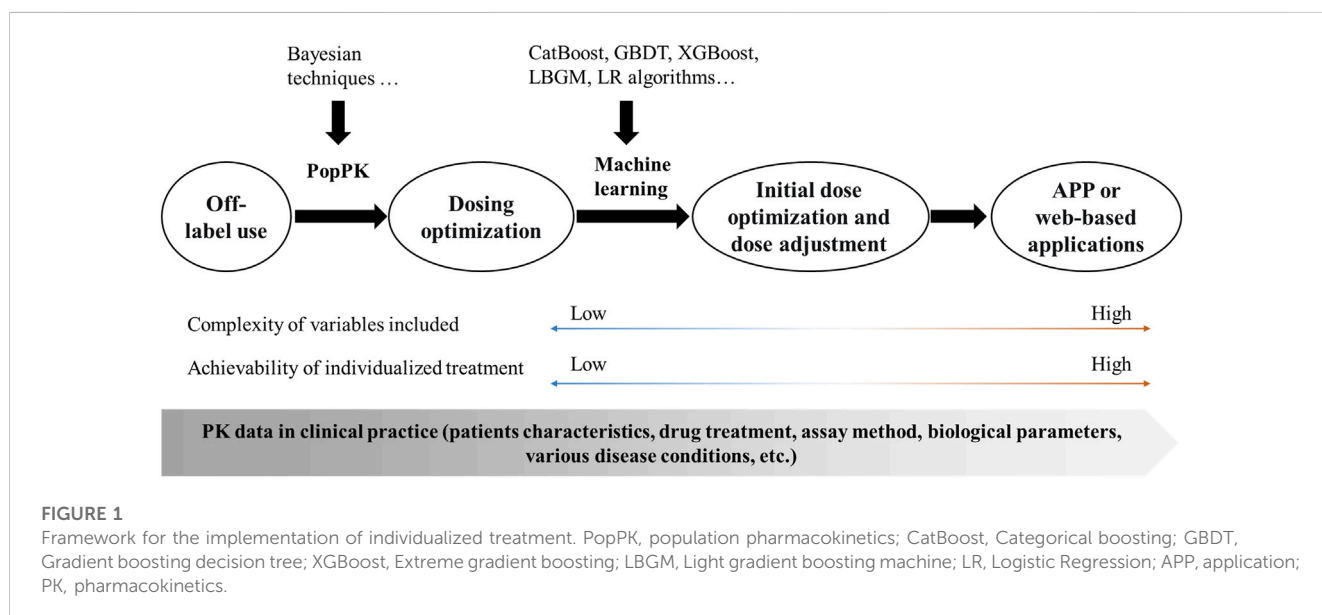 Bayesian
techniques …
CatBoost, GBDT, XGBoost,
LBGM, LR algorithms…
PopPK
Machine
learning
Off-
label use
Dosing
optimization
Initial dose
optimization and
dose adjustment
APP or
web-based
applications
Complexity of variables included
Low
High
Achievability of individualized treatment
Low
High
PK data in clinical practice (patients characteristics, drug treatment, assay method, biological parameters,
various disease conditions, etc.)
FIGURE 1
Framework for the implementation of individualized treatment. PopPK, population pharmacokinetics; CatBoost, Categorical boosting; GBDT,
Gradient boosting decision tree; XGBoost, Extreme gradient boosting; LBGM, Light gradient boosting machine; LR, Logistic Regression; APP, application;
PK, pharmacokinetics.